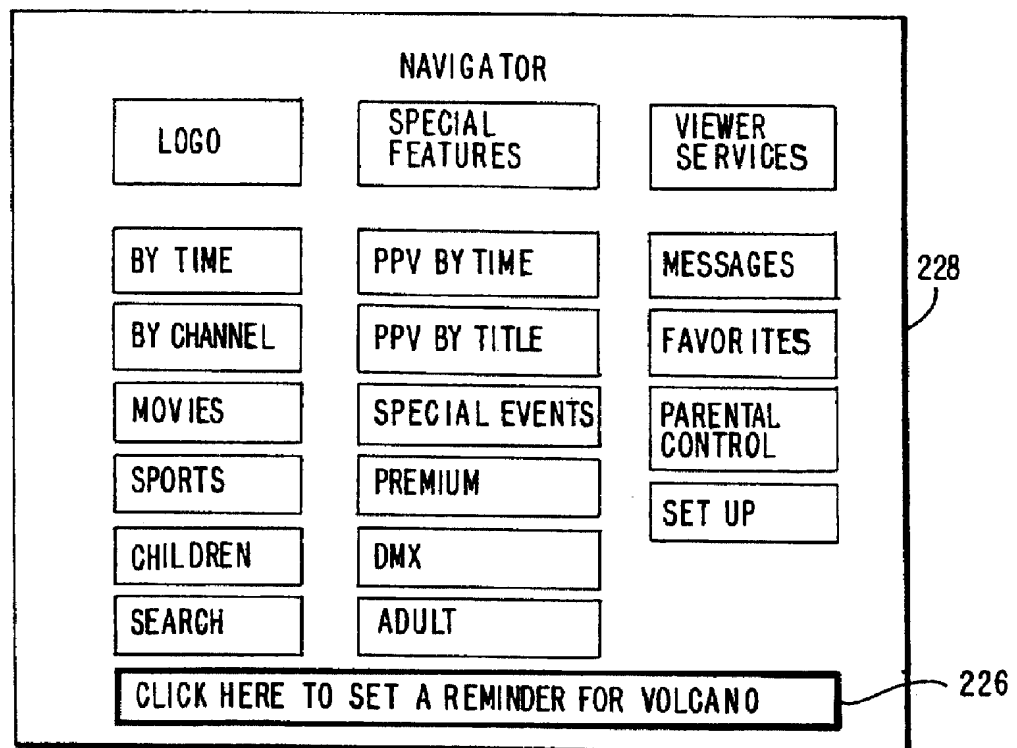 NAVIGATOR
LOGO
SPECIAL
FEATURES
VIEWER
SERVICES
BY TIME
PPV BY TIME
MESSAGES
228
BY CHANNEL
PPV BY TITLE
FAVORITES
MOVIES
SPECIAL EVENTS
PARENTAL
CONTROL
SPORTS
PREMIUM
SET UP
CHILDREN
DMX
SEARCH
ADULT
CLICK HERE TO SET A REMINDER FOR VOLCANO
226